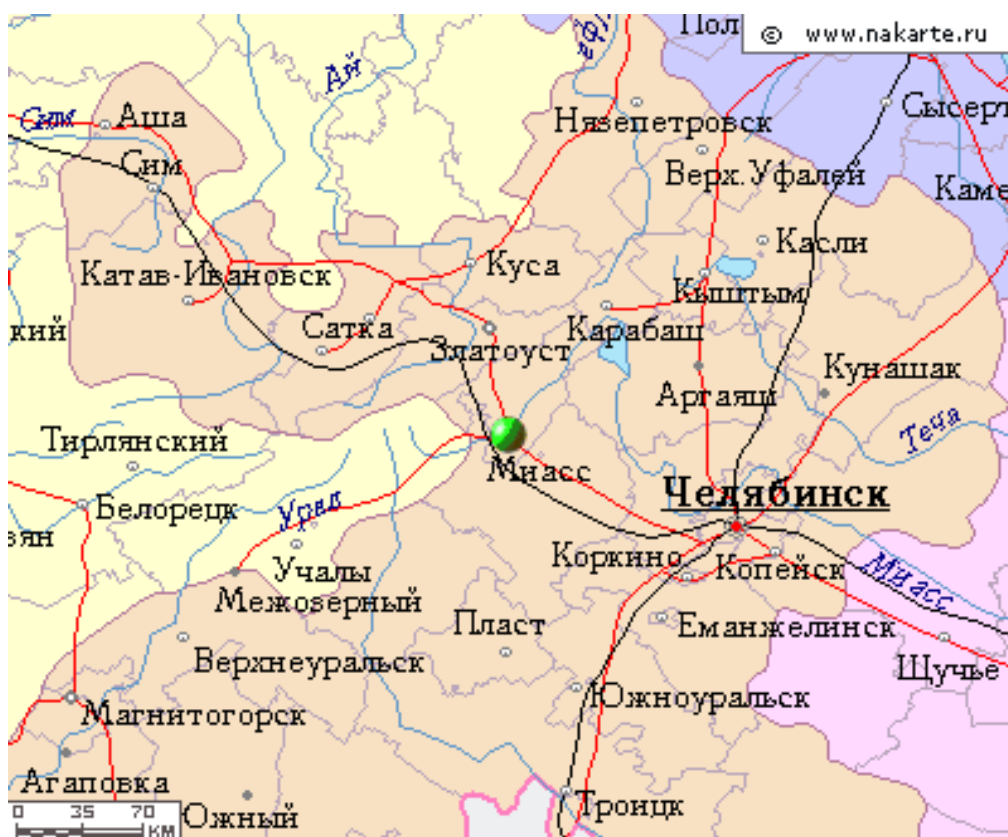 Пол
© www.nakarte.ru
Ай
Сим
Аша
Нязепетровск
Сысерт
Сим
Верх. Уфалей
Каме
Касли
Куса
Катав-Ивановск
Кыштым
Карабаш
кий
Сатка
Златоуст
Кунашак
Аргаяш
Теча
Тирлянский
Миасс
Челябинск
Белорецк
Урал
зян
Учалы
Коркино
Копейск
Миасс
Межозерный
Пласт
Еманжелинск
Верхнеуральск
Щучье
Южноуральск
Магнитогорск
Агаповка
Троицк
Южный
0 35 70
КМ